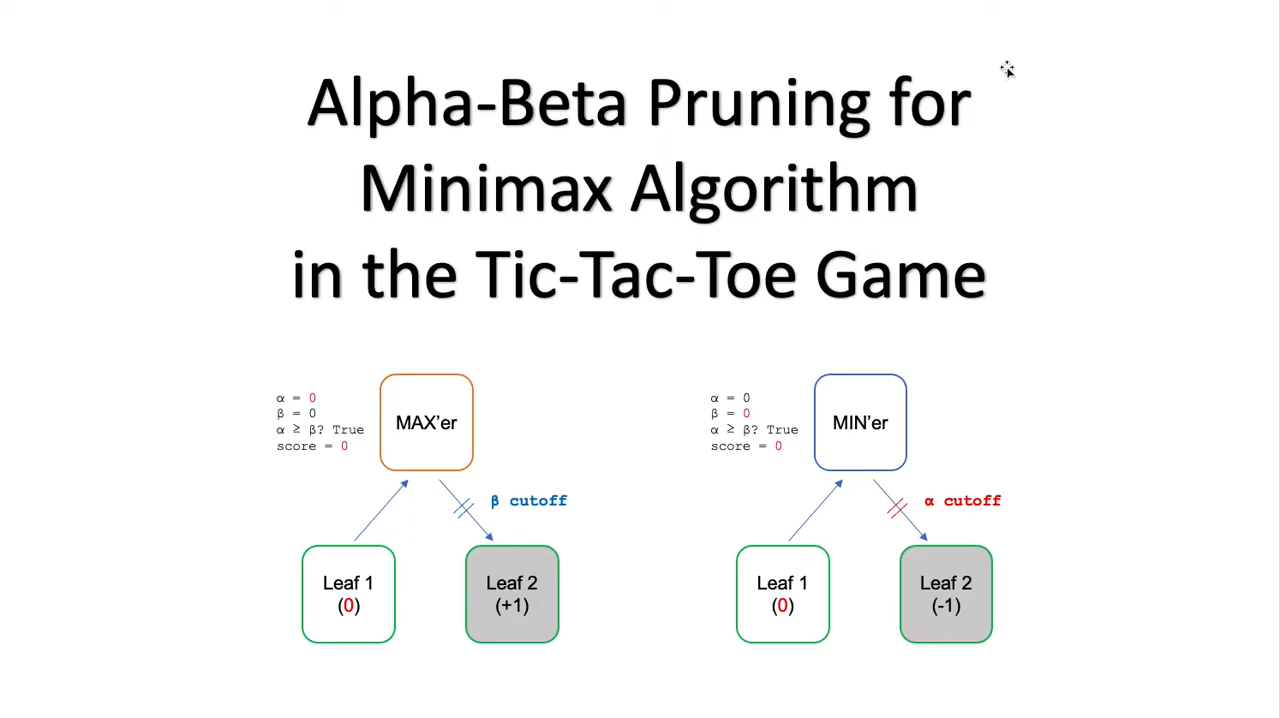 Alpha-Beta Pruning for
Minimax Algorithm
in the Tic-Tac-Toe Game
α = 0
β = 0
α ≥ β? True
score = 0
MAX’er
β cutoff
Leaf 1
(0)
Leaf 2
(+1)
α = 0
β = 0
α ≥ β? True
score = 0
MIN’er
α cutoff
Leaf 1
(0)
Leaf 2
(-1)